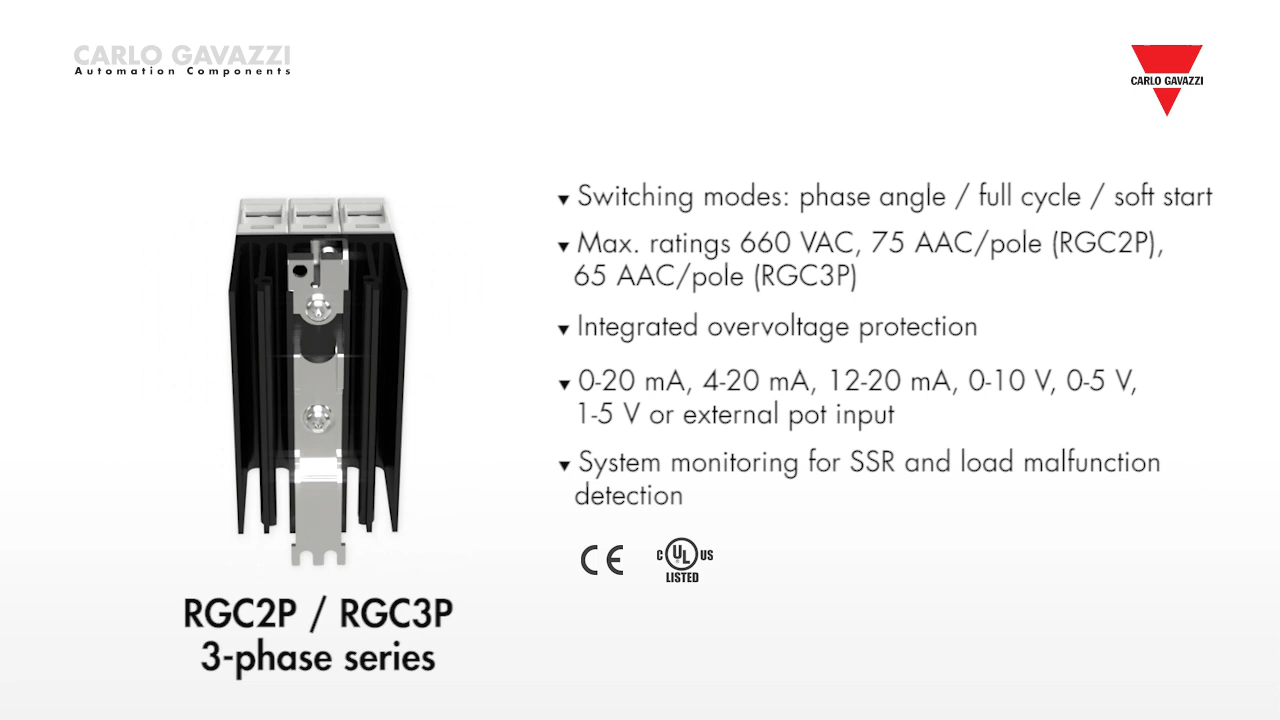 CARLO GAVAZZI
Automation Components
CARLO GAVAZZI
Switching modes: phase angle / full cycle / soft start
Max. ratings 660 VAC, 75 AAC/pole (RGC2P),
65 AAC/pole (RGC3P)
Integrated overvoltage protection
0-20 mA, 4-20 mA, 12-20 mA, 0-10 V, 0-5 V,
1-5 V or external pot input
System monitoring for SSR and load malfunction
detection
CE
C UL US
LISTED
RGC2P / RGC3P
3-phase series